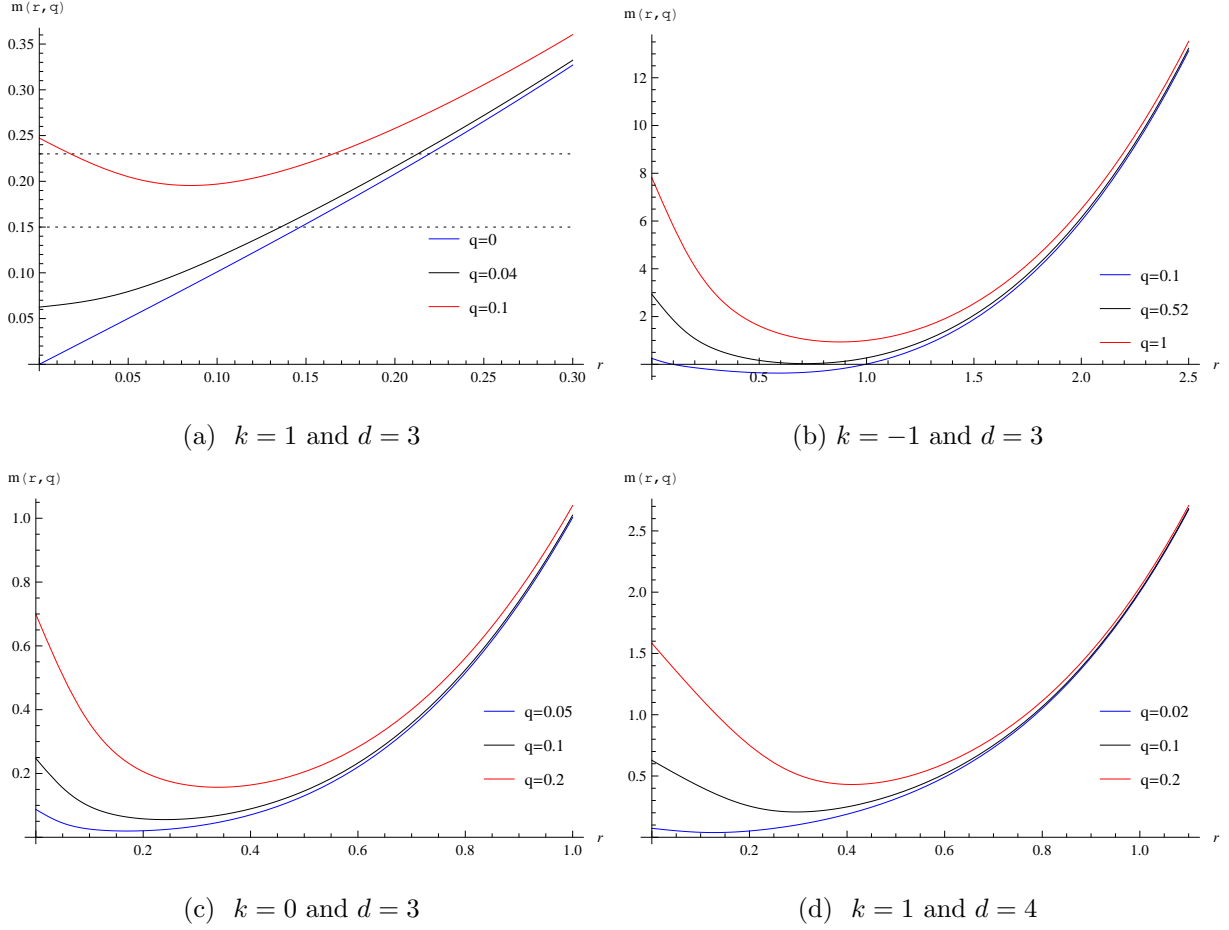 m(r,q)
0.35
0.30
0.25
0.20
0.15
0.10
0.05
q=0
q=0.04
q=0.1
0.05 0.10 0.15 0.20 0.25 0.30 r
(a) k = 1 and d = 3
m(r,q)
12
10
8
6
4
2
q=0.1
q=0.52
q=1
0.5 1.0 1.5 2.0 2.5 r
(b) k = −1 and d = 3
m(r,q)
1.0
0.8
0.6
0.4
0.2
q=0.05
q=0.1
q=0.2
0.2 0.4 0.6 0.8 1.0 r
(c) k = 0 and d = 3
m(r,q)
2.5
2.0
1.5
1.0
0.5
q=0.02
q=0.1
q=0.2
0.2 0.4 0.6 0.8 1.0 r
(d) k = 1 and d = 4